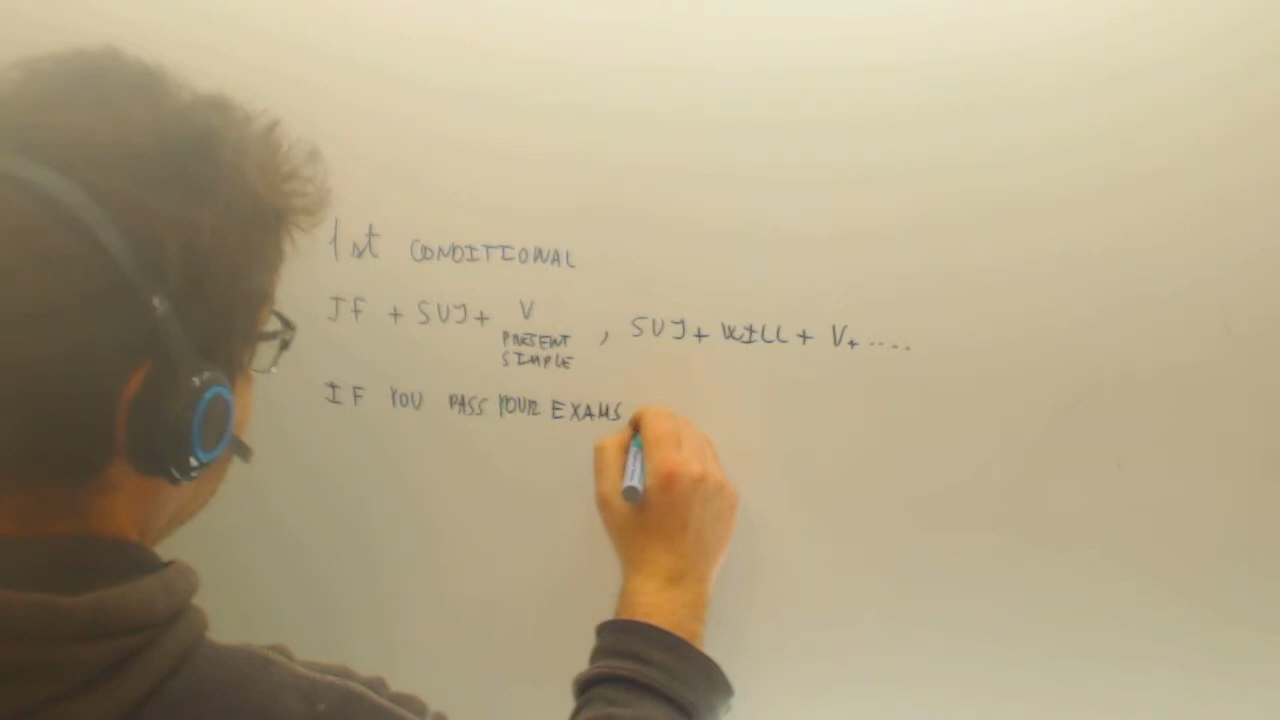 1st CONDITIONAL
IF + SUJ + V , SUJ + WILL + V + ....
PRESENT
SIMPLE
IF YOU PASS YOUR EXAMS